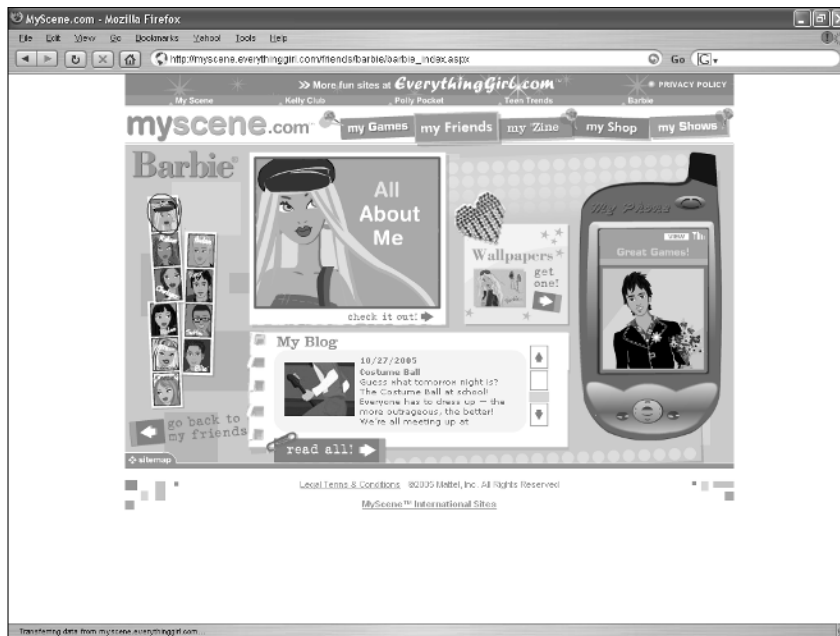 MyScene.com - Mozilla Firefox
File Edit View Go Bookmarks Yahoo! Tools Help
http://myscene.everythinggirl.com/friends/barbie/barbie_index.aspx Go G
>> More fun sites at EverythingGirl.com™ PRIVACY POLICY
My Scene Kelly Club Polly Pocket Teen Trends Barbie
myscene.com™ my Games my Friends my 'Zine my Shop my Shows
Barbie®
All
About
Me
check it out!
Wallpapers
get
one!
My Phone
VIEW
Great Games!
My Blog
10/27/2005
Costume Ball
Guess what tomorrow night is?
The Costume Ball at school!
Everyone has to dress up – the
more outrageous, the better!
We're all meeting up at
read all!
go back to
my friends
sitemap
Legal Terms & Conditions ©2005 Mattel, Inc. All Rights Reserved
MyScene™ International Sites
Transferring data from myscene.everythinggirl.com...